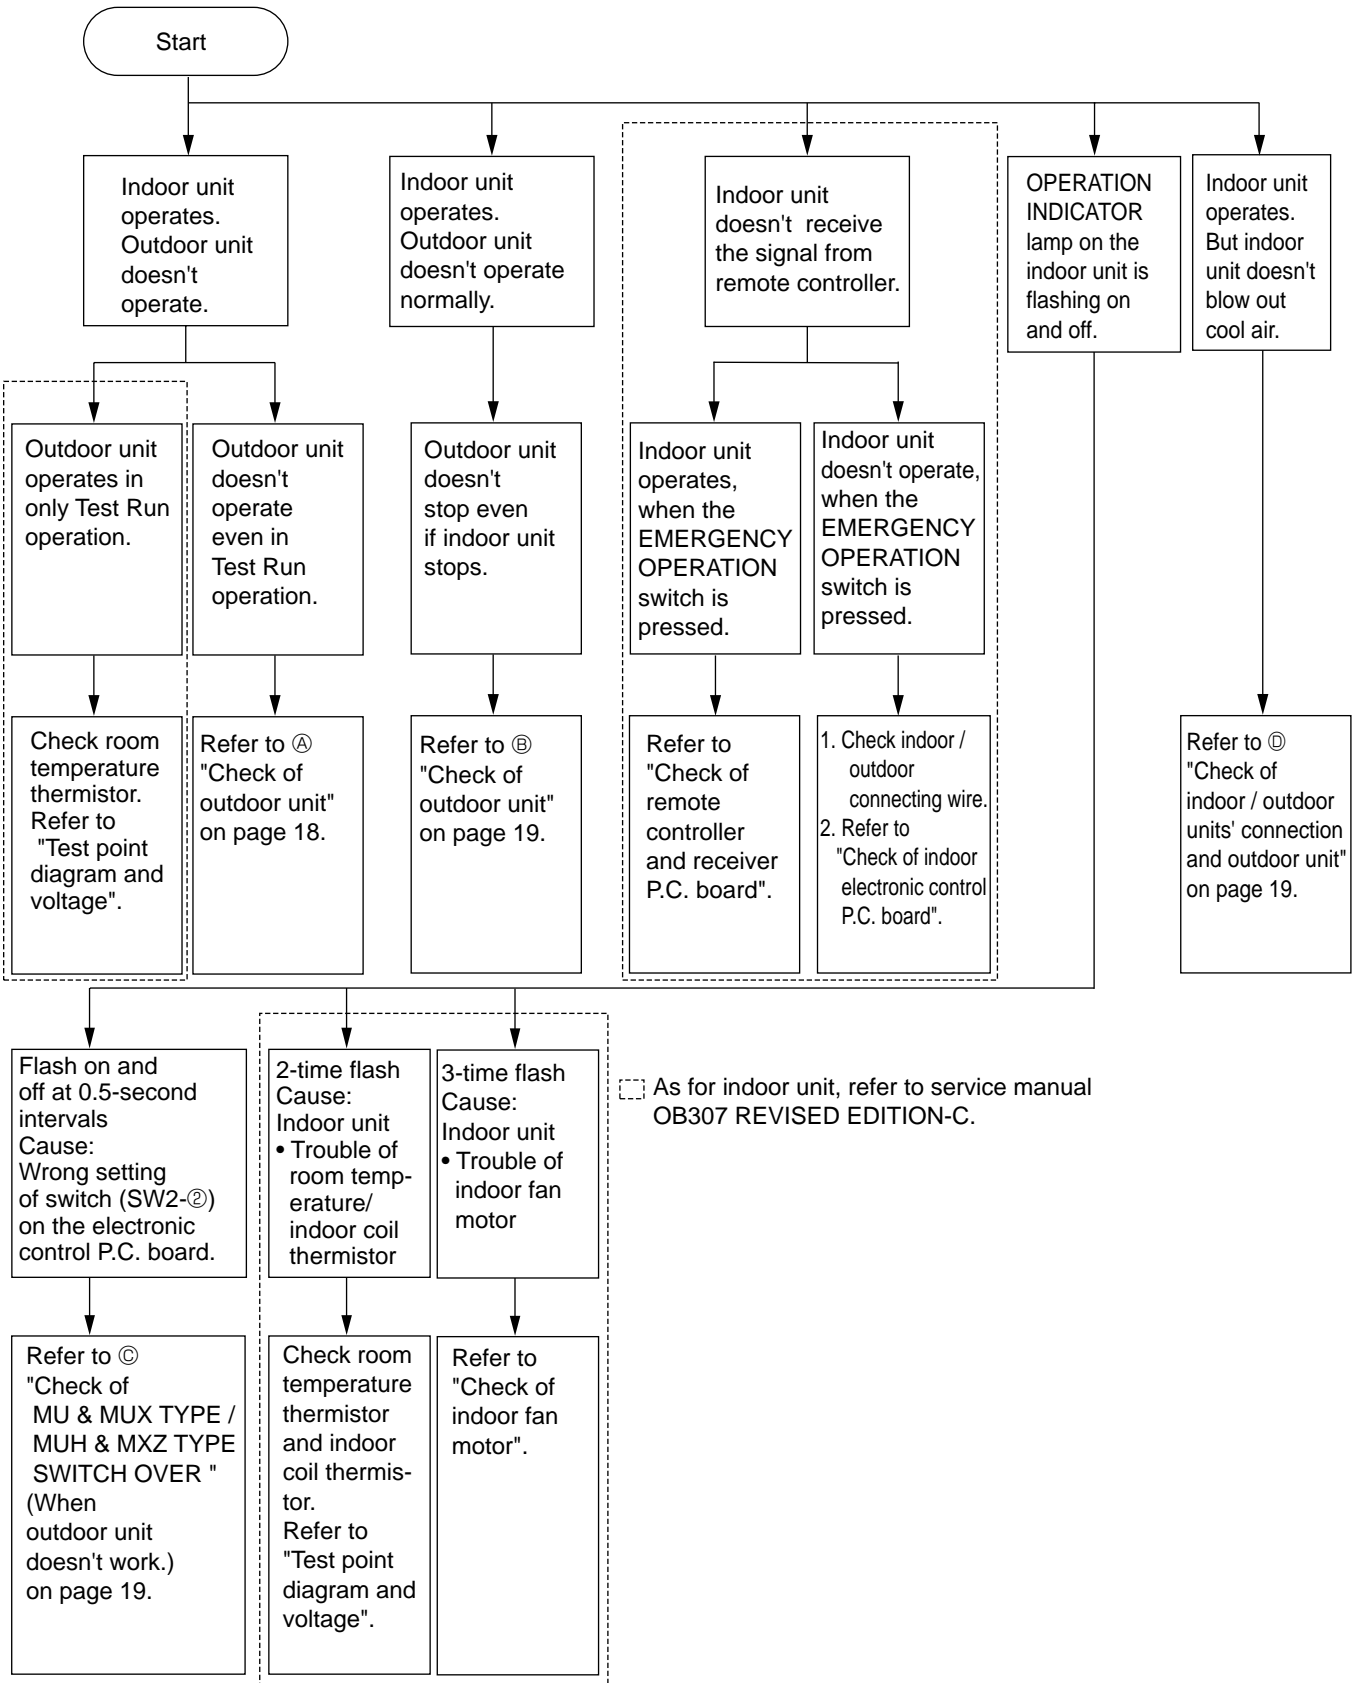 Start
Indoor unit
operates.
Outdoor unit
doesn't
operate.
Indoor unit
operates.
Outdoor unit
doesn't operate
normally.
Indoor unit
doesn't receive
the signal from
remote controller.
OPERATION
INDICATOR
lamp on the
indoor unit is
flashing on
and off.
Indoor unit
operates.
But indoor
unit doesn't
blow out
cool air.
Outdoor unit
operates in
only Test Run
operation.
Outdoor unit
doesn't
operate
even in
Test Run
operation.
Outdoor unit
doesn't
stop even
if indoor unit
stops.
Indoor unit
operates,
when the
EMERGENCY
OPERATION
switch is
pressed.
Indoor unit
doesn't operate,
when the
EMERGENCY
OPERATION
switch is
pressed.
Check room
temperature
thermistor.
Refer to
"Test point
diagram and
voltage".
Refer to Ⓐ
"Check of
outdoor unit"
on page 18.
Refer to Ⓑ
"Check of
outdoor unit"
on page 19.
Refer to
"Check of
remote
controller
and receiver
P.C. board".
1. Check indoor /
outdoor
connecting wire.
2. Refer to
"Check of indoor
electronic control
P.C. board".
Refer to Ⓓ
"Check of
indoor / outdoor
units' connection
and outdoor unit"
on page 19.
Flash on and
off at 0.5-second
intervals
Cause:
Wrong setting
of switch (SW2-②)
on the electronic
control P.C. board.
2-time flash
Cause:
Indoor unit
• Trouble of
room temp-
erature/
indoor coil
thermistor
3-time flash
Cause:
Indoor unit
• Trouble of
indoor fan
motor
As for indoor unit, refer to service manual
OB307 REVISED EDITION-C.
Refer to Ⓒ
"Check of
MU & MUX TYPE /
MUH & MXZ TYPE
SWITCH OVER "
(When
outdoor unit
doesn't work.)
on page 19.
Check room
temperature
thermistor
and indoor
coil thermis-
tor.
Refer to
"Test point
diagram and
voltage".
Refer to
"Check of
indoor fan
motor".